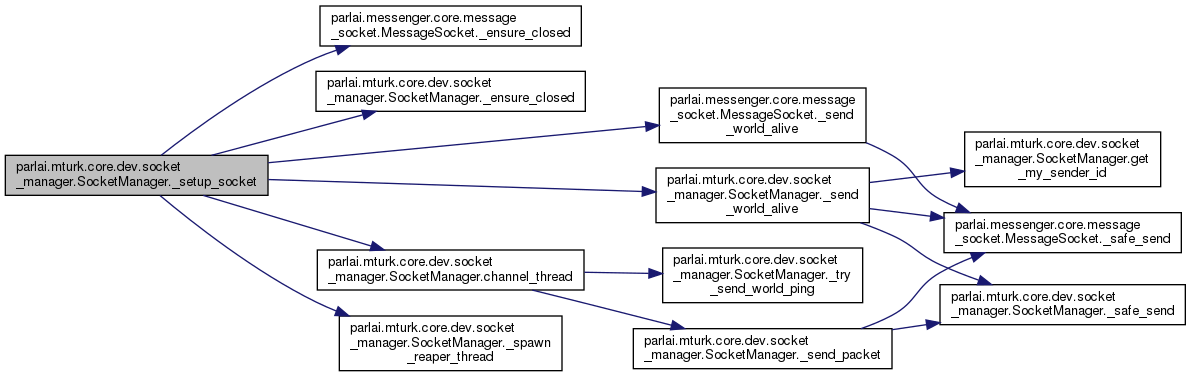 parlai.messenger.core.message
_socket.MessageSocket._ensure_closed
parlai.mturk.core.dev.socket
_manager.SocketManager._ensure_closed
parlai.messenger.core.message
_socket.MessageSocket._send
_world_alive
parlai.mturk.core.dev.socket
_manager.SocketManager.get
_my_sender_id
parlai.mturk.core.dev.socket
_manager.SocketManager._setup_socket
parlai.mturk.core.dev.socket
_manager.SocketManager._send
_world_alive
parlai.messenger.core.message
_socket.MessageSocket._safe_send
parlai.mturk.core.dev.socket
_manager.SocketManager.channel_thread
parlai.mturk.core.dev.socket
_manager.SocketManager._try
_send_world_ping
parlai.mturk.core.dev.socket
_manager.SocketManager._safe_send
parlai.mturk.core.dev.socket
_manager.SocketManager._spawn
_reaper_thread
parlai.mturk.core.dev.socket
_manager.SocketManager._send_packet